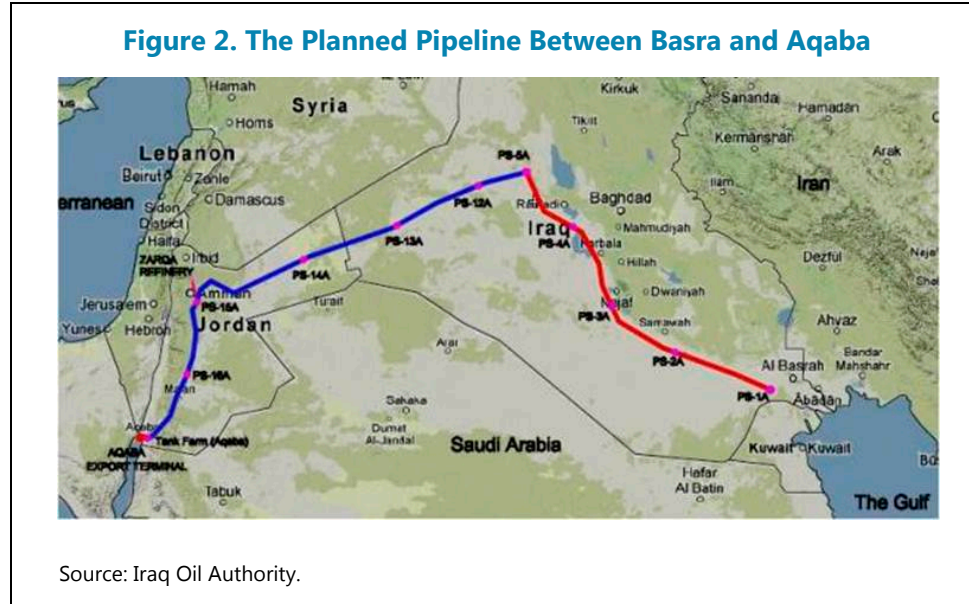 Figure 2. The Planned Pipeline Between Basra and Aqaba
Hamah
Kirkuk
Sanandaj
Hamadan
Syria
Homs
Tikrit
Kermanshah
Lebanon
PS-5A
Arak
Beirut
Zahle
Ilam
Iran
erranean
Sidon
Damascus
PS-12A
Baghdad
District
Iraq
Mahmudiyah
Haifa
PS-13A
PS-4A
Karbala
ZARQA
Irbid
Hillah
Dezful
REFINERY
PS-14A
Jerusalem
Amman
Turaif
Najaf
Diwaniyah
PS-15A
PS-3A
Yunes
Hebron
Jordan
Samawah
Ahvaz
Arar
PS-2A
Bandar
PS-16A
Al Basrah
Mahshahr
Ma'an
PS-1A
Abadan
Sakaka
Aqaba
Dumat
Al-Jandal
Tank Farm (Aqaba)
Saudi Arabia
Kuwait
Kuwait
AQABA
EXPORT TERMINAL
Hafar
Al Batin
Tabuk
The Gulf
Source: Iraq Oil Authority.